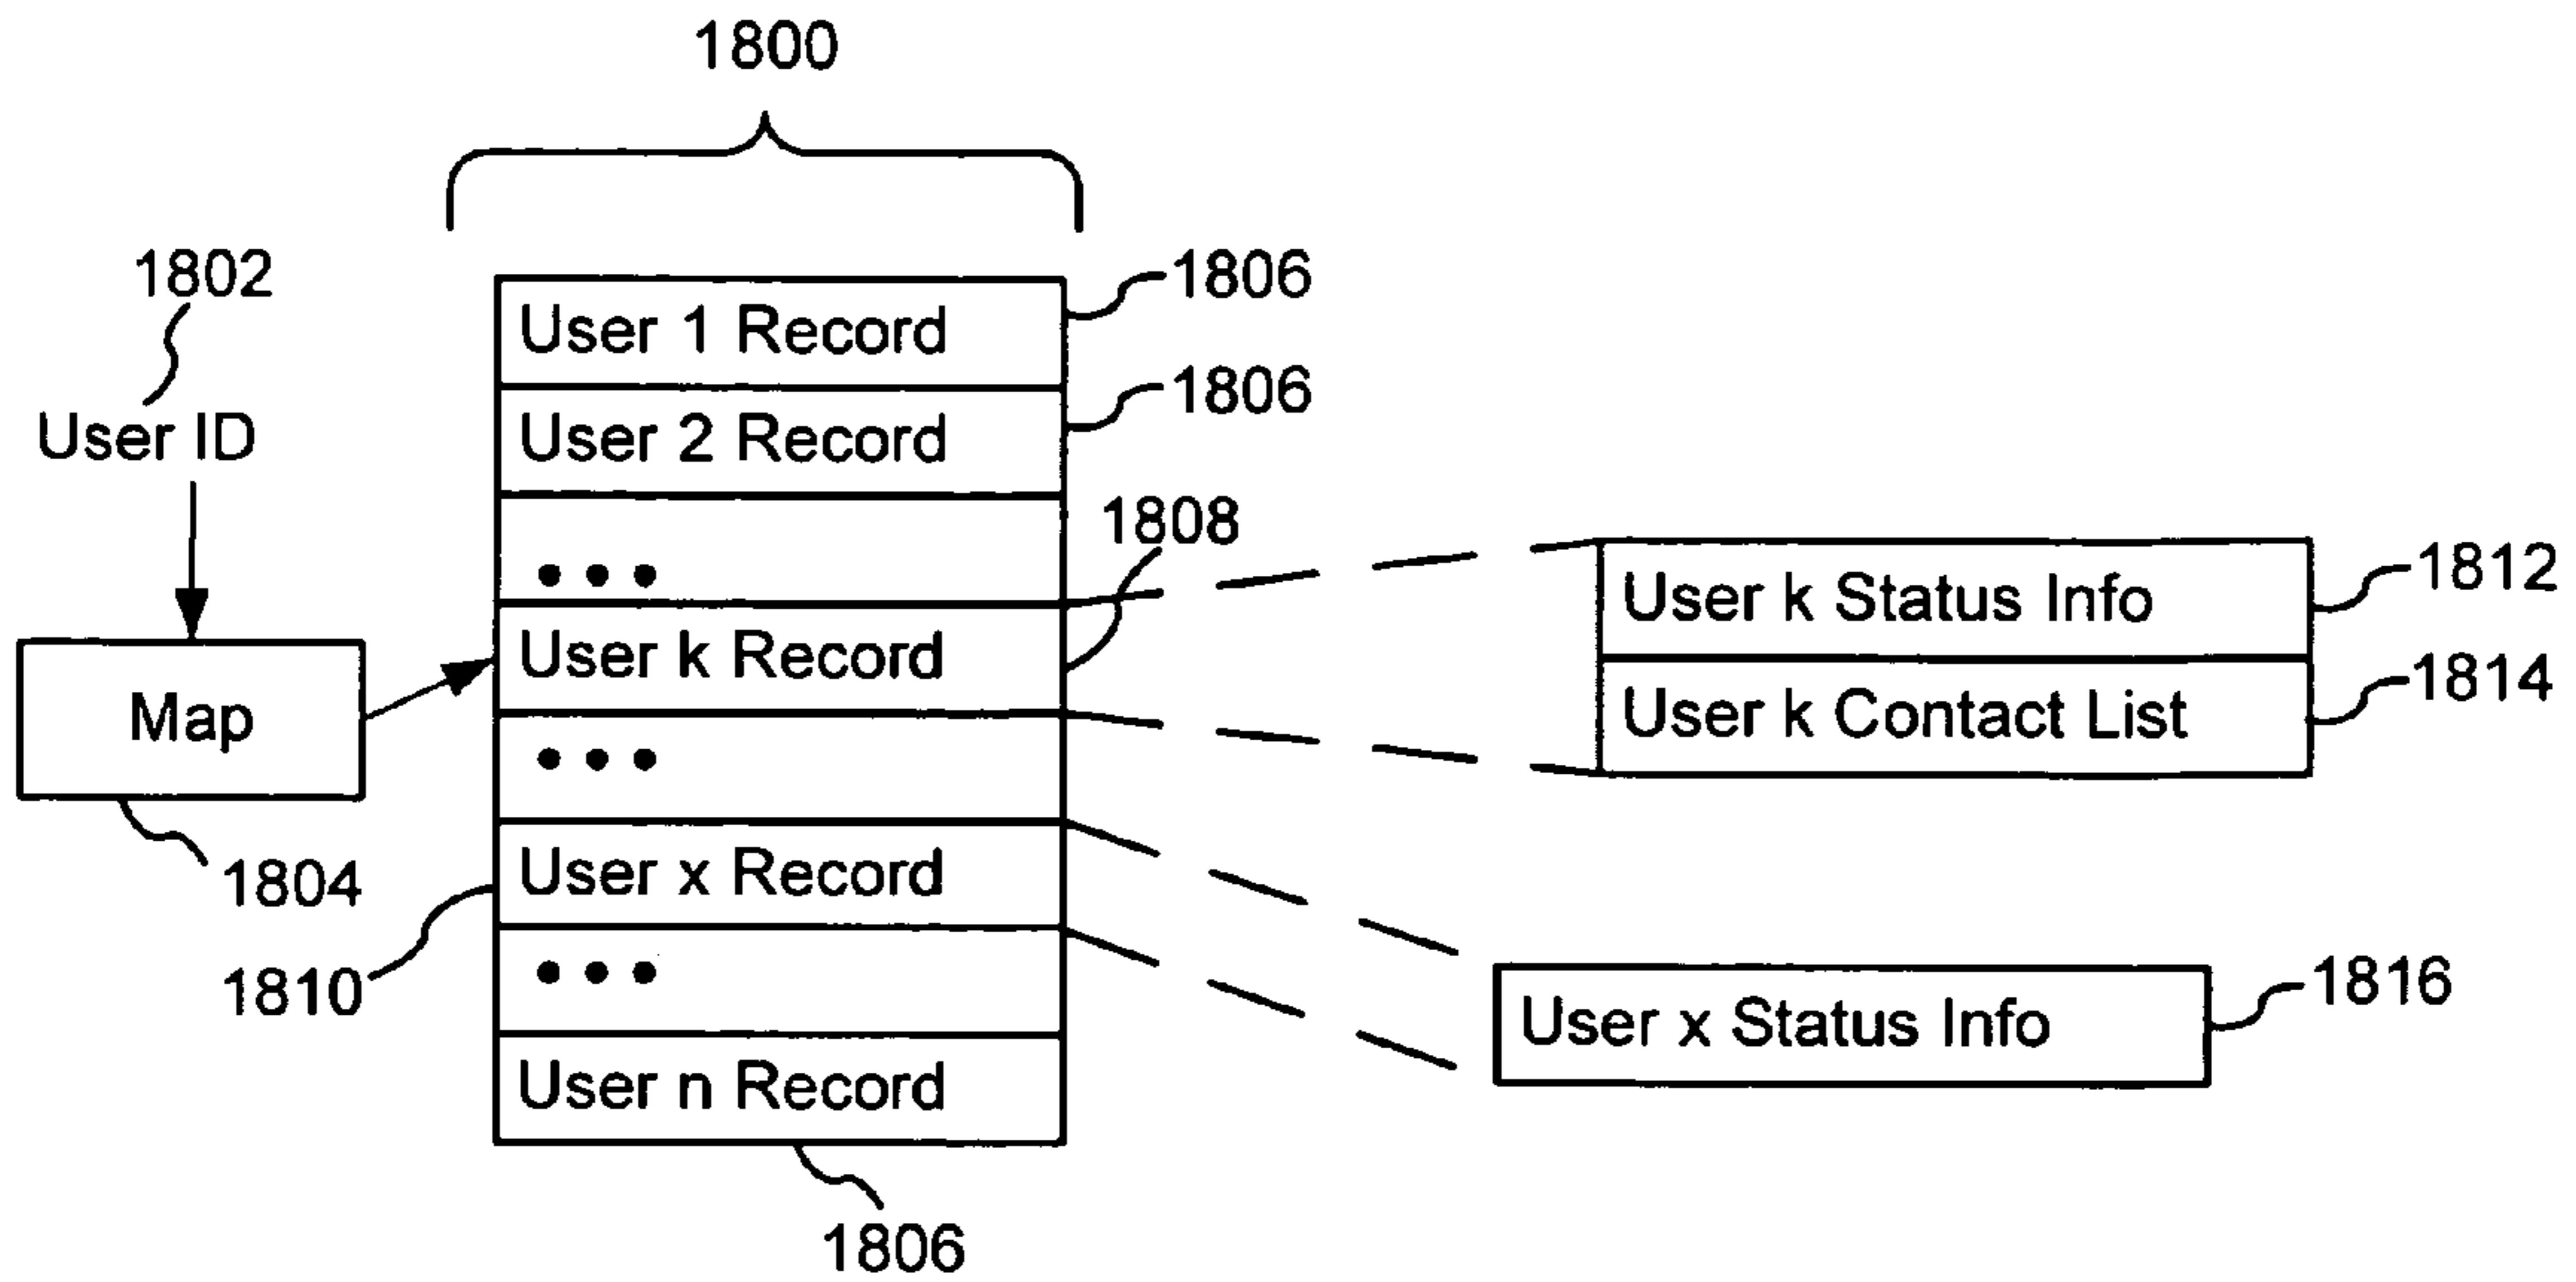 1800
1802
User ID
Map
1804
User 1 Record
1806
User 2 Record
1806
• • •
1808
User k Record
• • •
User x Record
1810
• • •
User n Record
1806
User k Status Info
1812
User k Contact List
1814
User x Status Info
1816